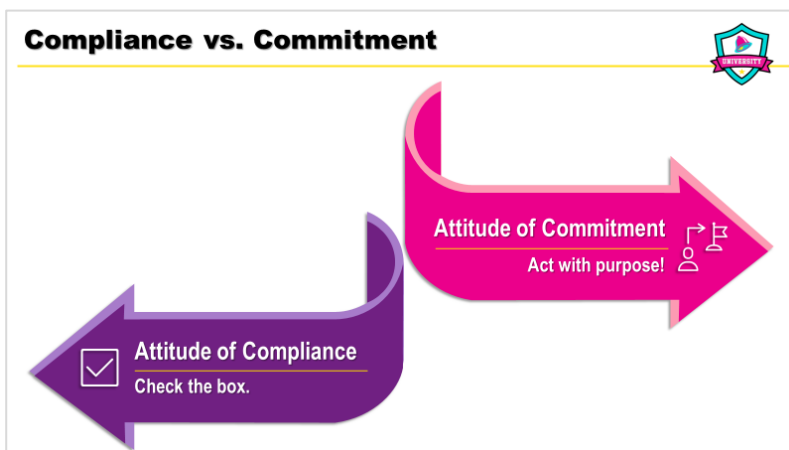 Compliance vs. Commitment
UNIVERSITY
Attitude of Commitment
Act with purpose!
Attitude of Compliance
Check the box.